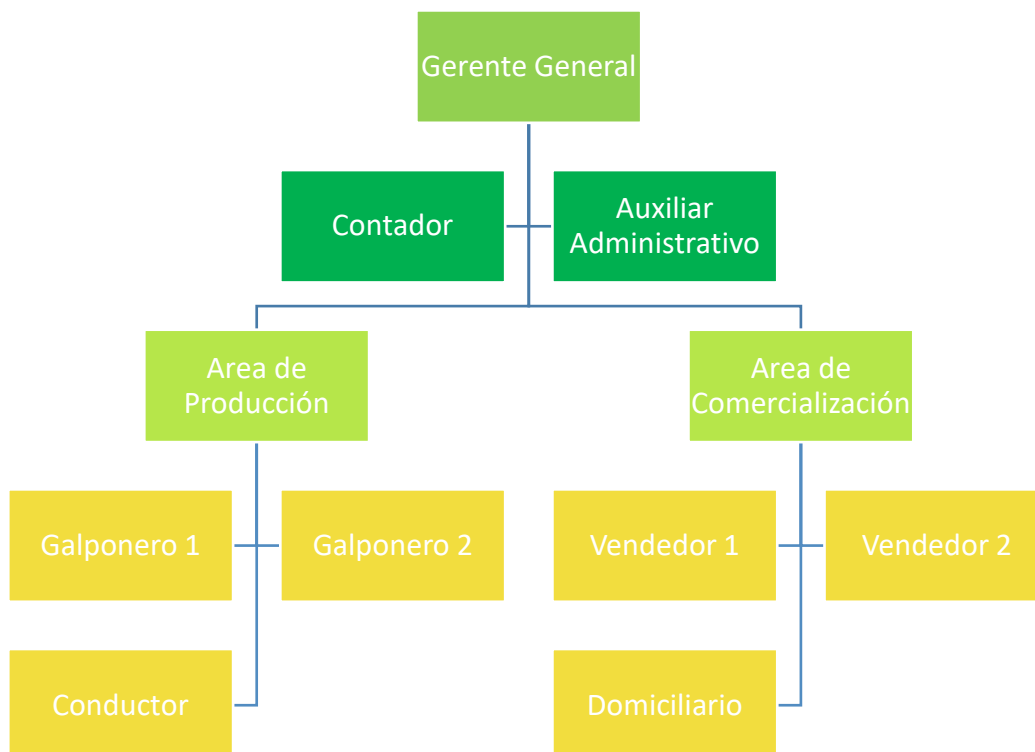 Gerente General
Contador
Auxiliar
Administrativo
Area de
Producción
Area de
Comercialización
Galponero 1
Galponero 2
Vendedor 1
Vendedor 2
Conductor
Domiciliario